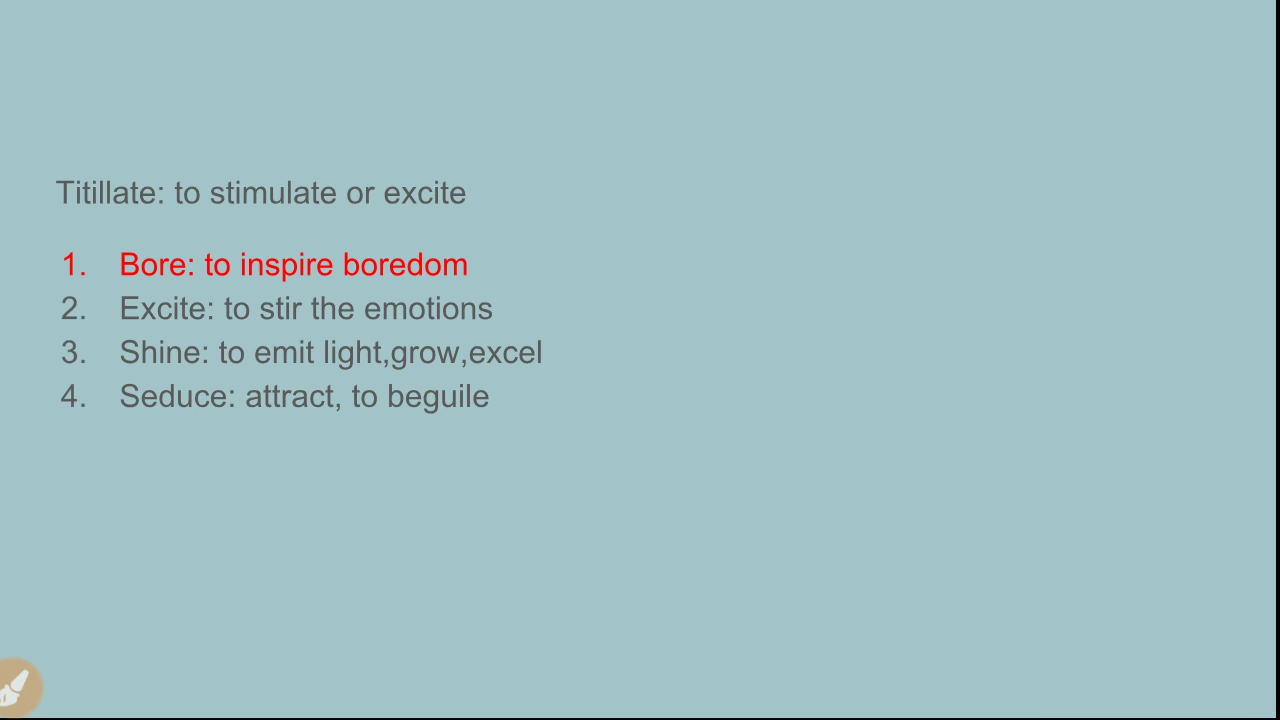 Titillate: to stimulate or excite
1. Bore: to inspire boredom
2. Excite: to stir the emotions
3. Shine: to emit light,grow,excel
4. Seduce: attract, to beguile